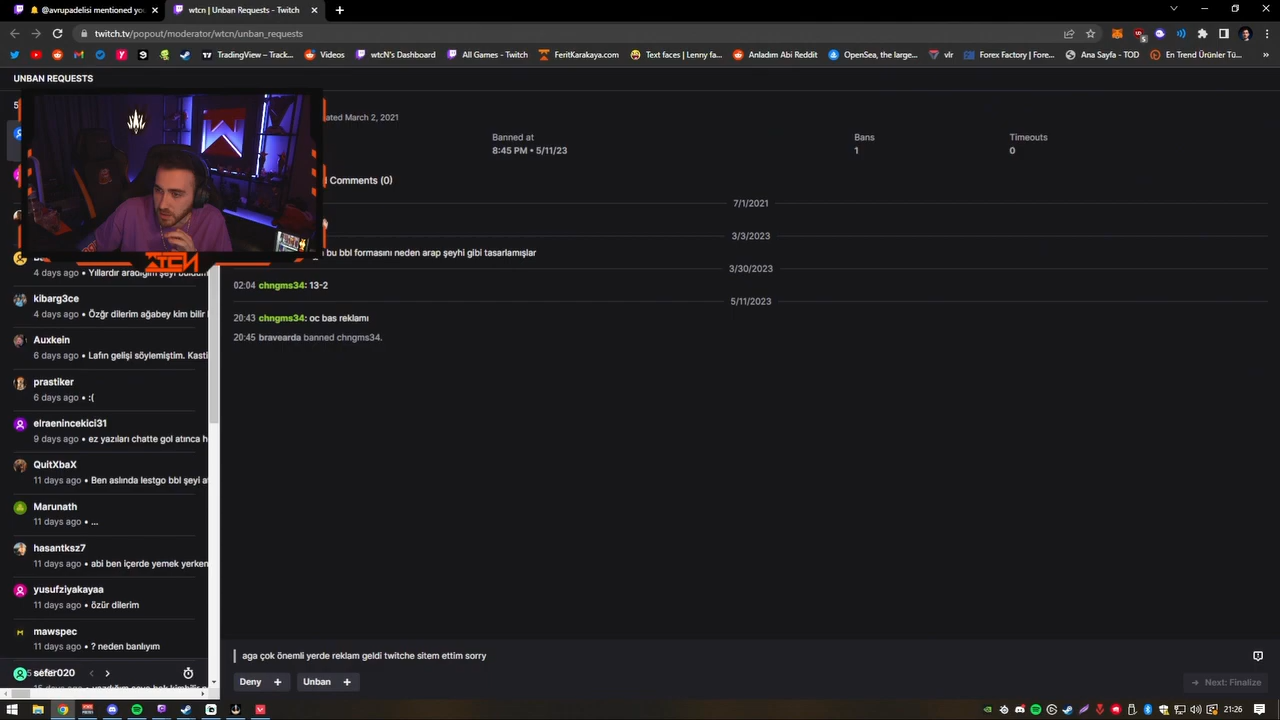 @avrupadelisi mentioned yo
wtcn | Unban Requests - Twitch
twitch.tv/popout/moderator/wtcn/unban_requests
TradingView – Track...
Videos
wtcN's Dashboard
All Games - Twitch
FeritKarakaya.com
Text faces | Lenny fa...
Anladım Abi Reddit
OpenSea, the large...
vlr
Forex Factory | Fore...
Ana Sayfa - TOD
En Trend Ürünler Tü...
UNBAN REQUESTS
ated March 2, 2021
Banned at
8:45 PM • 5/11/23
Bans
1
Timeouts
0
Comments (0)
7/1/2021
3/3/2023
bu bbl formasını neden arap şeyhi gibi tasarlamışlar
3/30/2023
02:04 chngms34: 13-2
5/11/2023
20:43 chngms34: oc bas reklamı
20:45 bravearda banned chngms34.
4 days ago • Yıllardır aradığım şeyi buldum
kibarg3ce
4 days ago • Özğr dilerim ağabey kim bilir
Auxkein
6 days ago • Lafın gelişi söylemiştim. Kasti
prastiker
6 days ago • :(
elraenincekici31
9 days ago • ez yazıları chatte gol atınca h
QuitXbaX
11 days ago • Ben aslında lestgo bbl şeyi a
Marunath
11 days ago • ...
hasantksz7
11 days ago • abi ben içerde yemek yerken
yusufziyakayaa
11 days ago • özür dilerim
mawspec
11 days ago • ? neden banlıyım
sefer020
aga çok önemli yerde reklam geldi twitche sitem ettim sorry
Deny +
Unban +
Next: Finalize
21:26